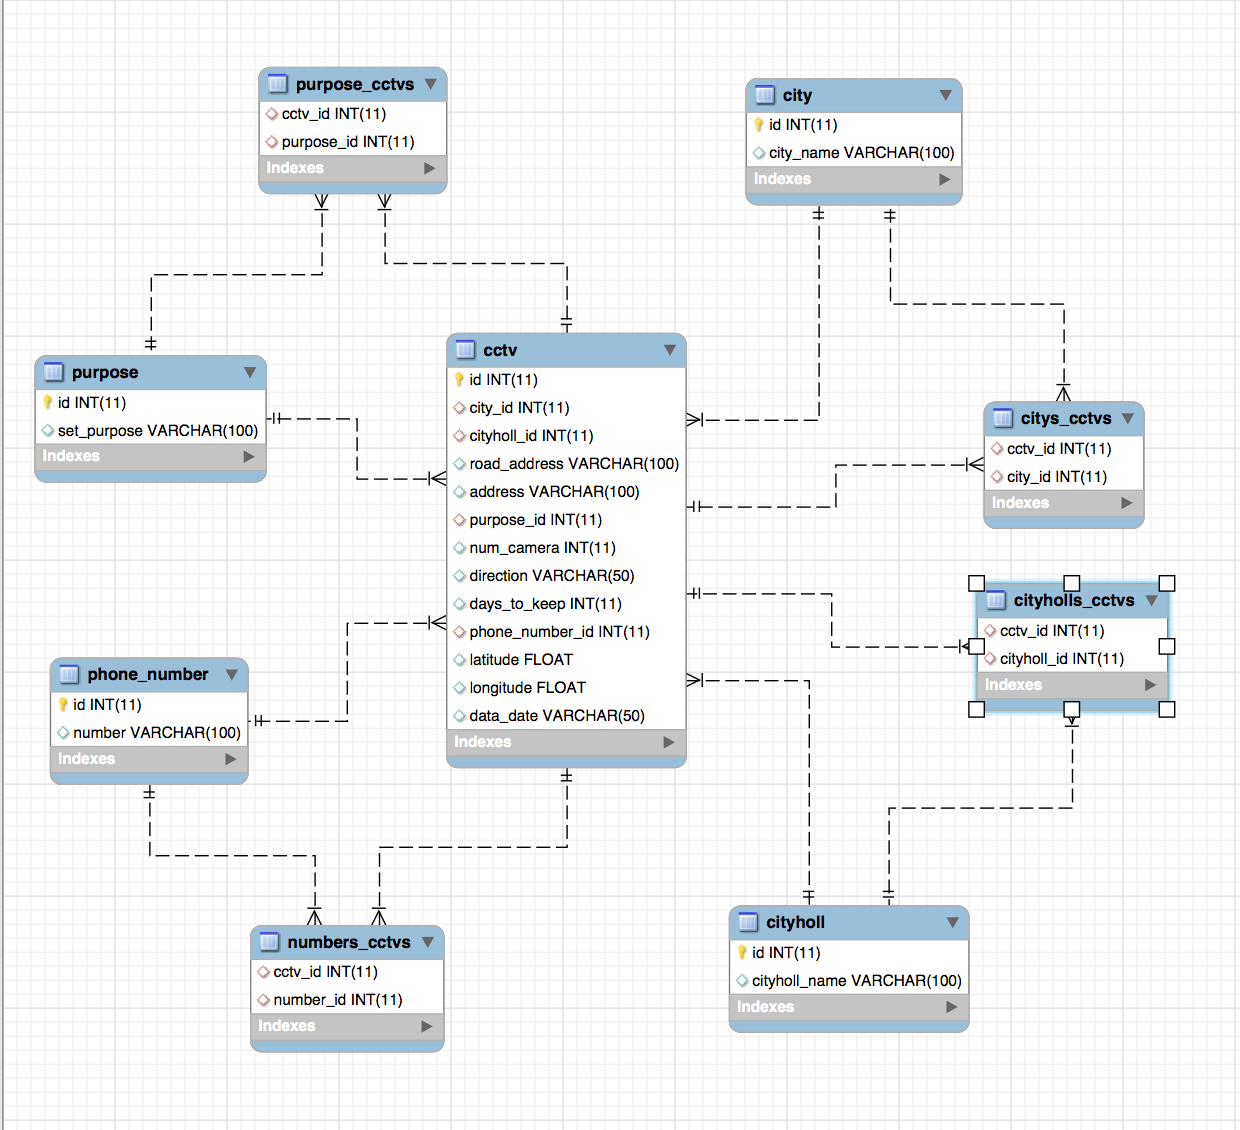 purpose_cctvs
cctv_id INT(11)
purpose_id INT(11)
Indexes
city
id INT(11)
city_name VARCHAR(100)
Indexes
purpose
id INT(11)
set_purpose VARCHAR(100)
Indexes
cctv
id INT(11)
city_id INT(11)
cityholl_id INT(11)
road_address VARCHAR(100)
address VARCHAR(100)
purpose_id INT(11)
num_camera INT(11)
direction VARCHAR(50)
days_to_keep INT(11)
phone_number_id INT(11)
latitude FLOAT
longitude FLOAT
data_date VARCHAR(50)
Indexes
citys_cctvs
cctv_id INT(11)
city_id INT(11)
Indexes
cityholls_cctvs
cctv_id INT(11)
cityholl_id INT(11)
Indexes
phone_number
id INT(11)
number VARCHAR(100)
Indexes
numbers_cctvs
cctv_id INT(11)
number_id INT(11)
Indexes
cityholl
id INT(11)
cityholl_name VARCHAR(100)
Indexes